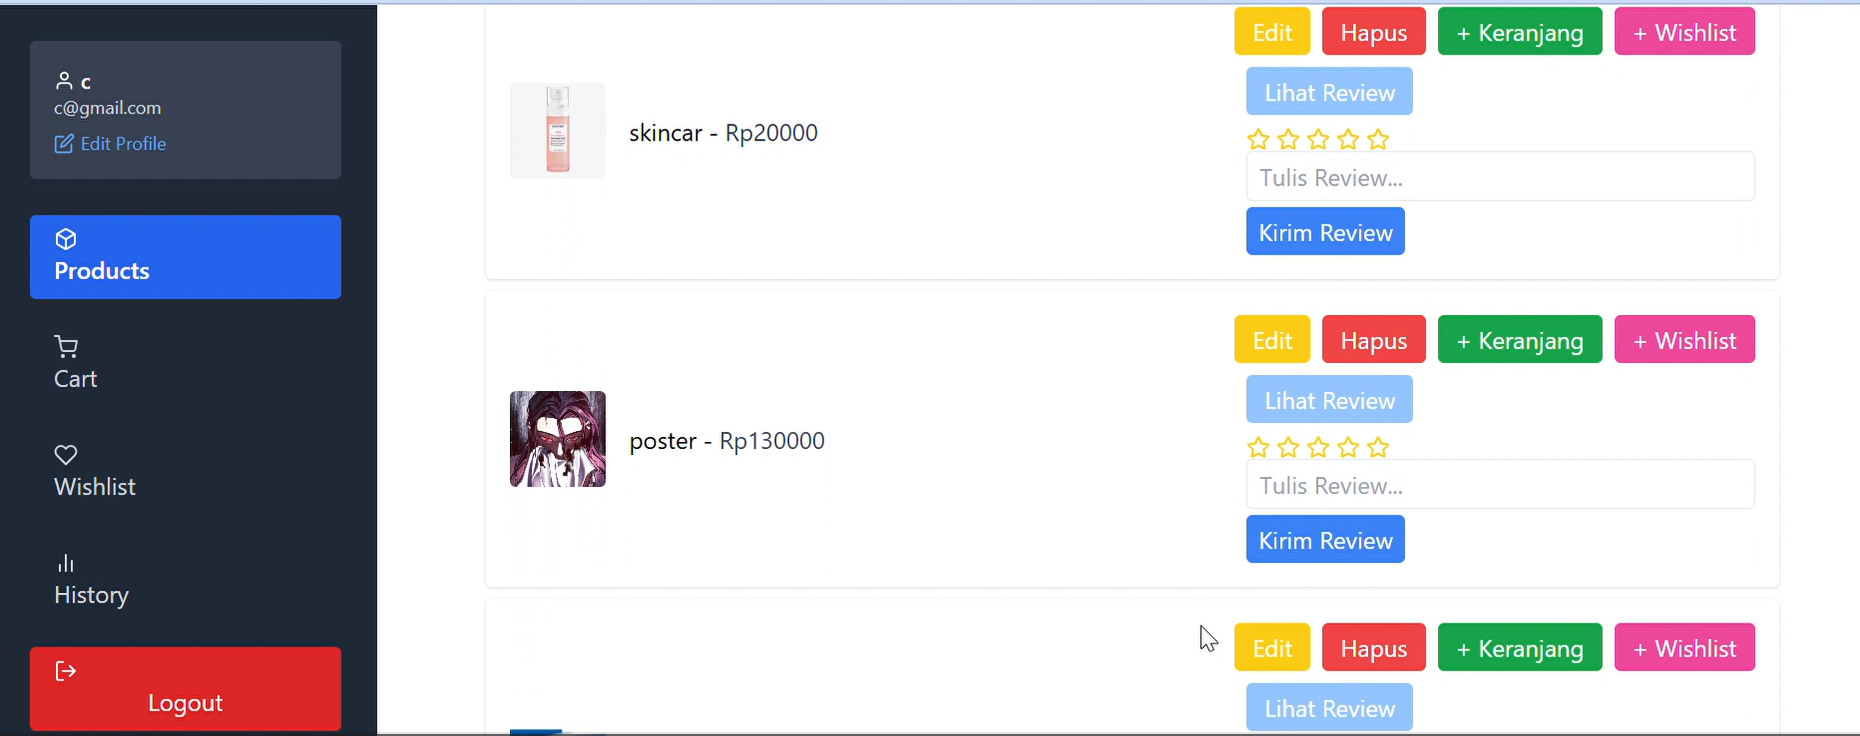 c
c@gmail.com
Edit Profile
Products
Cart
Wishlist
History
Logout
Edit Hapus + Keranjang + Wishlist
Lihat Review
skincar - Rp20000
Tulis Review...
Kirim Review
Edit Hapus + Keranjang + Wishlist
Lihat Review
poster - Rp130000
Tulis Review...
Kirim Review
Edit Hapus + Keranjang + Wishlist
Lihat Review